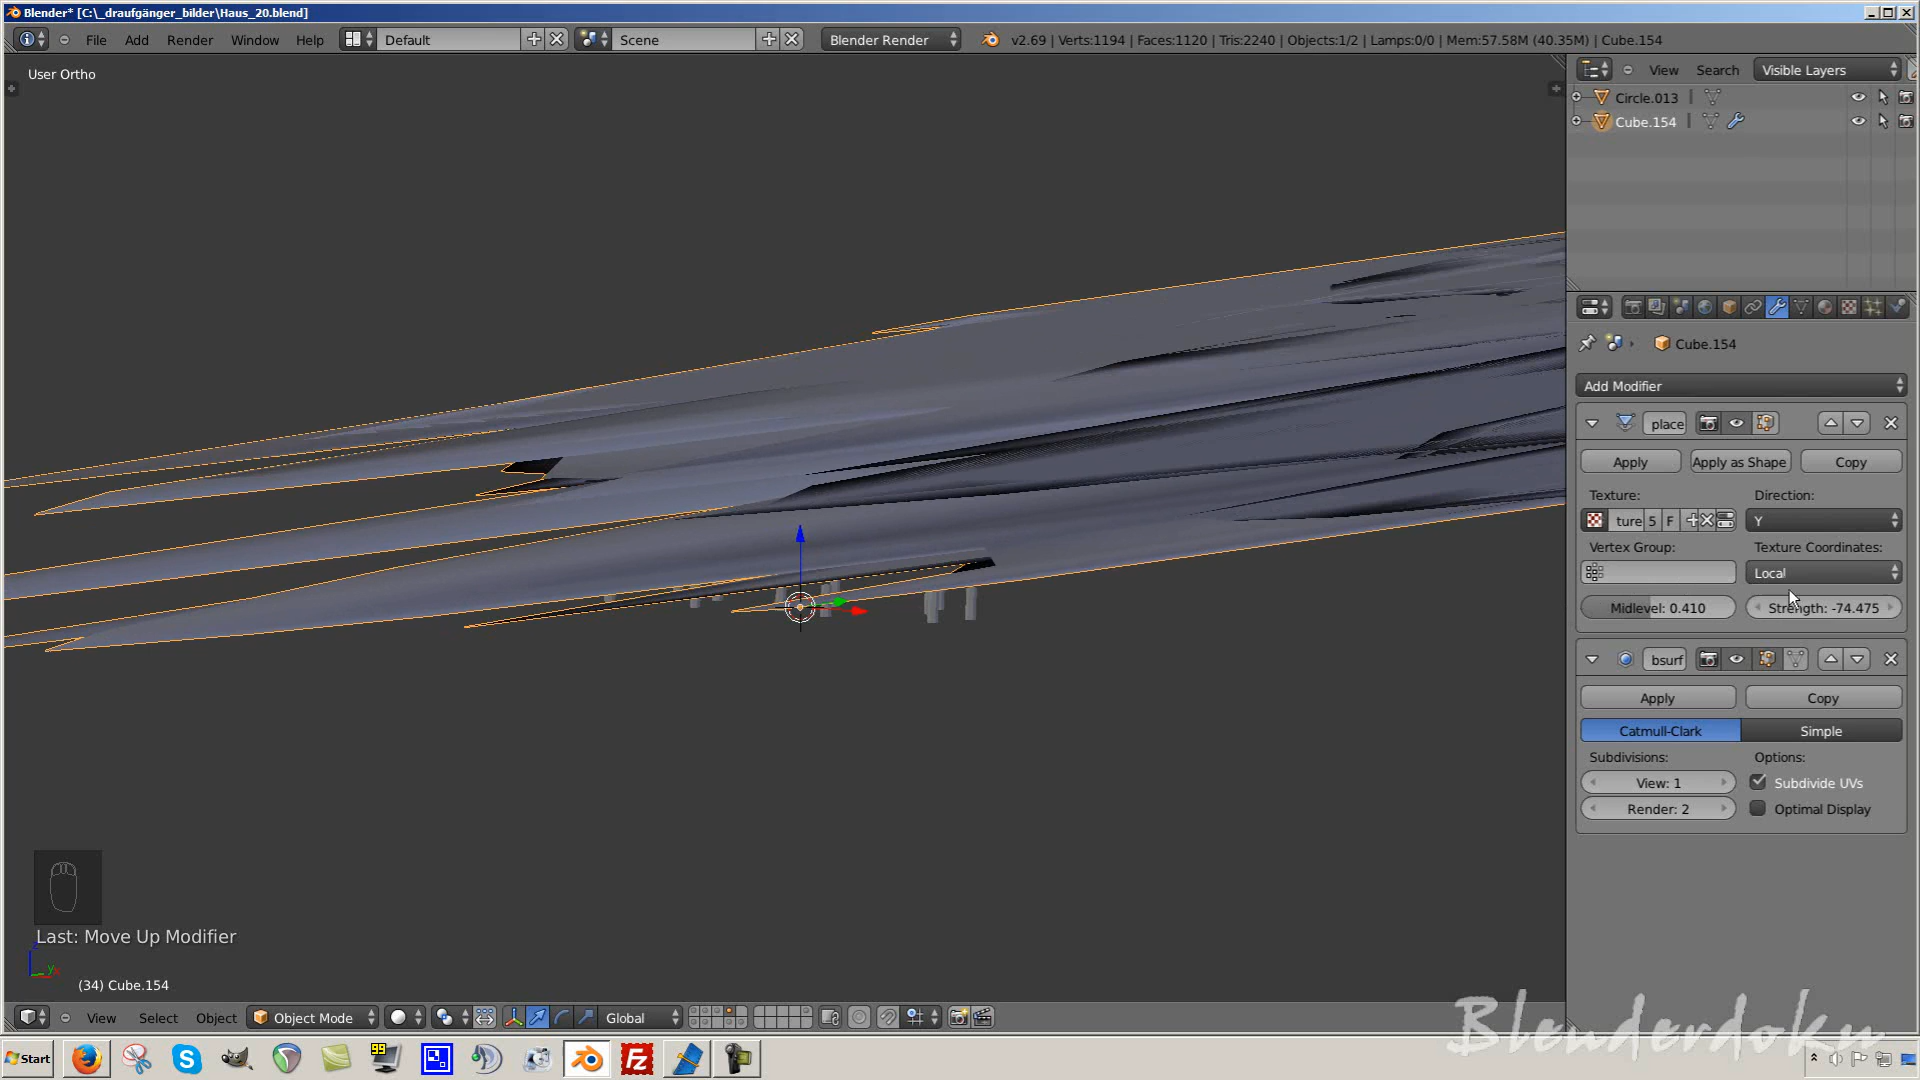 Blender* [C:\_draufgänger_bilder\Haus_20.blend]
File Add Render Window Help Default Scene Blender Render v2.69 | Verts:1194 | Faces:1120 | Tris:2240 | Objects:1/2 | Lamps:0/0 | Mem:57.58M (40.35M) | Cube.154
User Ortho
View Search Visible Layers
Circle.013
Cube.154
Cube.154
Add Modifier
place
Apply Apply as Shape Copy
Texture: Direction:
ture 5 F Y
Vertex Group: Texture Coordinates:
Local
Midlevel: 0.410 Strength: -74.475
bsurf
Apply Copy
Catmull-Clark Simple
Subdivisions: Options:
View: 1 Subdivide UVs
Render: 2 Optimal Display
Last: Move Up Modifier
(34) Cube.154
View Select Object Object Mode Global
Blenderdoku
Start 99